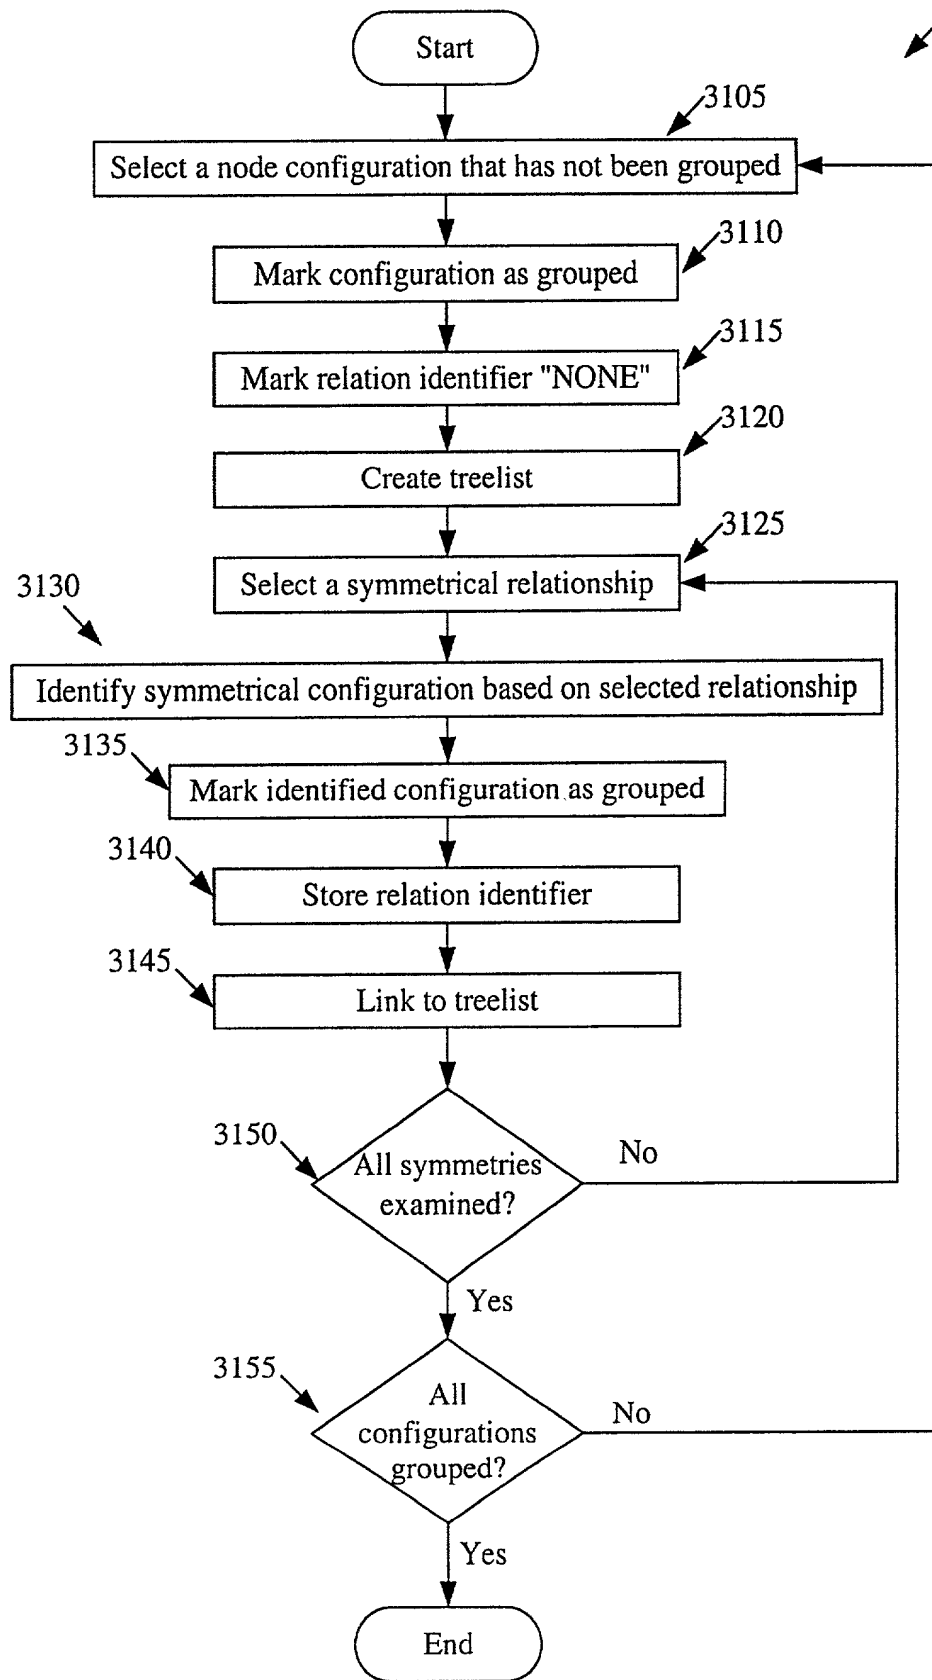 Start
3105
Select a node configuration that has not been grouped
3110
Mark configuration as grouped
3115
Mark relation identifier "NONE"
3120
Create treelist
3125
Select a symmetrical relationship
3130
Identify symmetrical configuration based on selected relationship
3135
Mark identified configuration as grouped
3140
Store relation identifier
3145
Link to treelist
3150
All symmetries
examined?
No
Yes
3155
All
configurations
grouped?
No
Yes
End